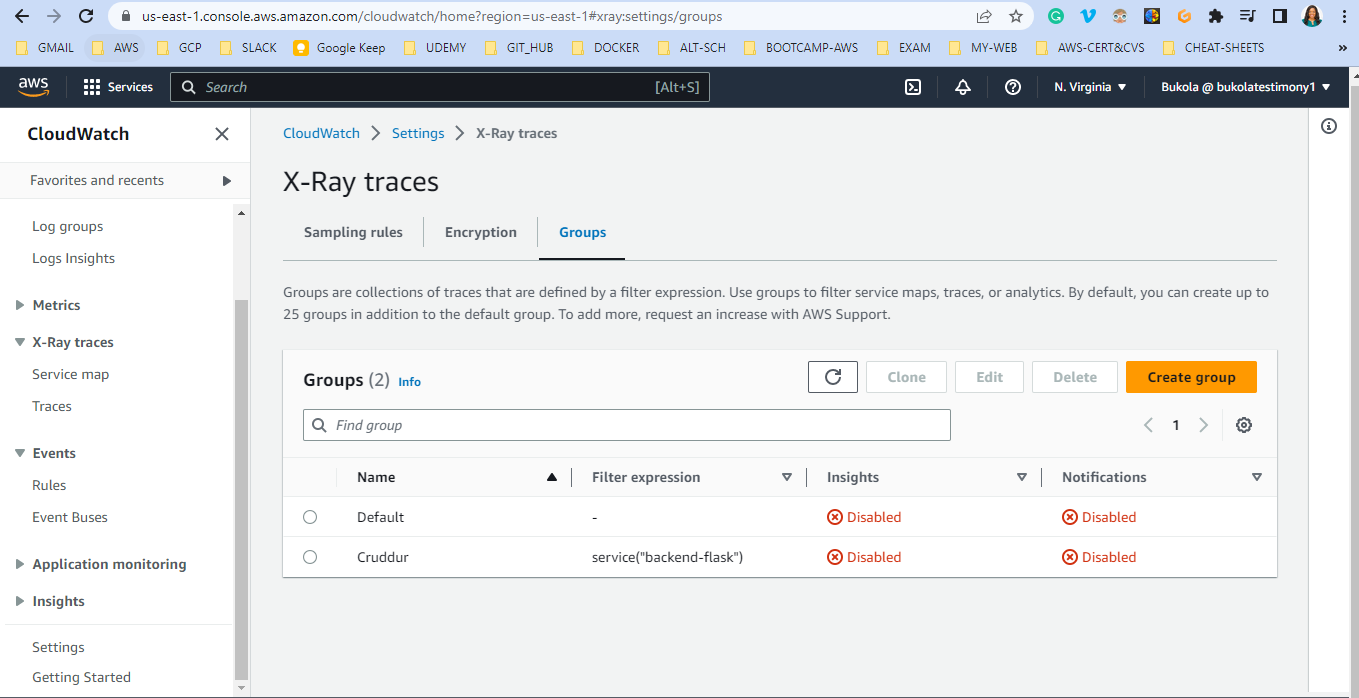 us-east-1.console.aws.amazon.com/cloudwatch/home?region=us-east-1#xray:settings/groups
GMAIL AWS GCP SLACK Google Keep UDEMY GIT_HUB DOCKER ALT-SCH BOOTCAMP-AWS EXAM MY-WEB AWS-CERT&CVS CHEAT-SHEETS »
aws Services Search [Alt+S] N. Virginia Bukola @ bukolatestimony1
CloudWatch
Favorites and recents
Log groups
Logs Insights
Metrics
X-Ray traces
Service map
Traces
Events
Rules
Event Buses
Application monitoring
Insights
Settings
Getting Started
CloudWatch Settings X-Ray traces
X-Ray traces
Sampling rules Encryption Groups
Groups are collections of traces that are defined by a filter expression. Use groups to filter service maps, traces, or analytics. By default, you can create up to
25 groups in addition to the default group. To add more, request an increase with AWS Support.
Groups (2) Info Clone Edit Delete Create group
Find group 1
Name Filter expression Insights Notifications
Default - Disabled Disabled
Cruddur service("backend-flask") Disabled Disabled